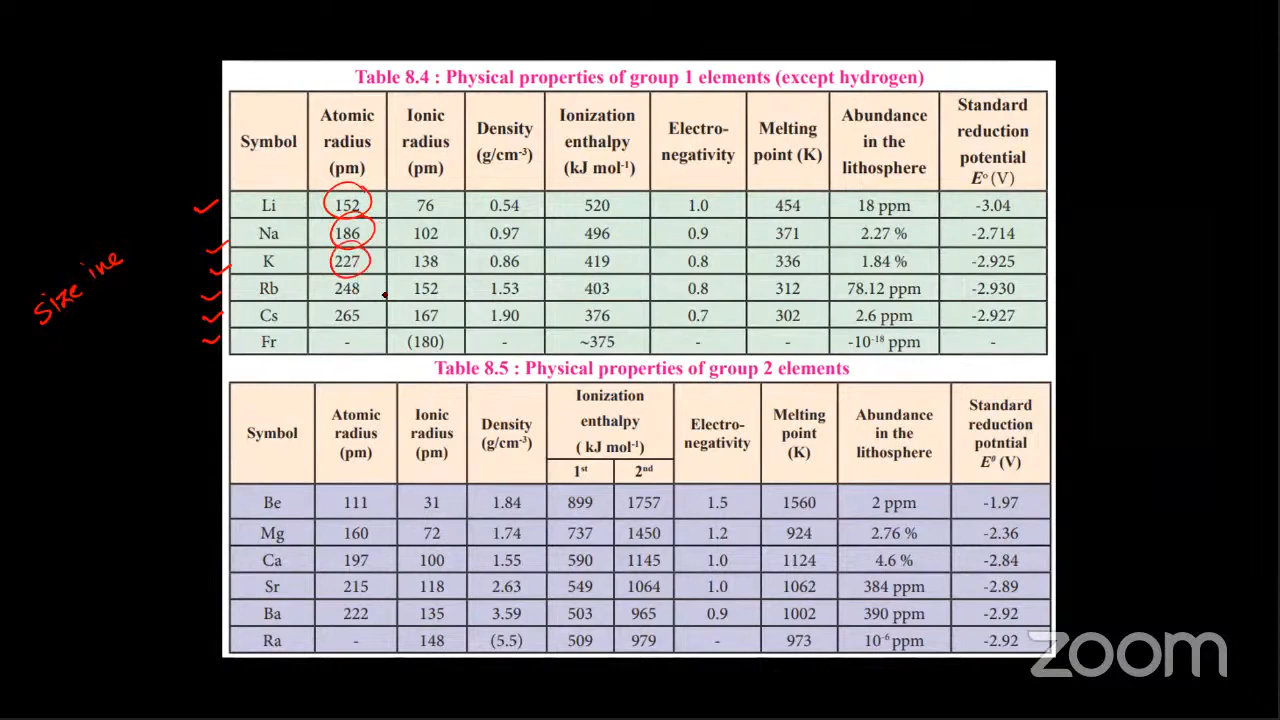 Table 8.4 : Physical properties of group 1 elements (except hydrogen)
Symbol Atomic radius (pm) Ionic radius (pm) Density (g/cm⁻³) Ionization enthalpy (kJ mol⁻¹) Electro-negativity Melting point (K) Abundance in the lithosphere Standard reduction potential E° (V)
Li 152 76 0.54 520 1.0 454 18 ppm -3.04
Na 186 102 0.97 496 0.9 371 2.27 % -2.714
K 227 138 0.86 419 0.8 336 1.84 % -2.925
Rb 248 152 1.53 403 0.8 312 78.12 ppm -2.930
Cs 265 167 1.90 376 0.7 302 2.6 ppm -2.927
Fr - (180) - ~375 - - -10⁻¹⁸ ppm -
Size inc
Table 8.5 : Physical properties of group 2 elements
Symbol Atomic radius (pm) Ionic radius (pm) Density (g/cm⁻³) Ionization enthalpy ( kJ mol⁻¹) 1st 2nd Electro-negativity Melting point (K) Abundance in the lithosphere Standard reduction potntial Eᶿ (V)
Be 111 31 1.84 899 1757 1.5 1560 2 ppm -1.97
Mg 160 72 1.74 737 1450 1.2 924 2.76 % -2.36
Ca 197 100 1.55 590 1145 1.0 1124 4.6 % -2.84
Sr 215 118 2.63 549 1064 1.0 1062 384 ppm -2.89
Ba 222 135 3.59 503 965 0.9 1002 390 ppm -2.92
Ra - 148 (5.5) 509 979 - 973 10⁻⁶ ppm -2.92
zoom